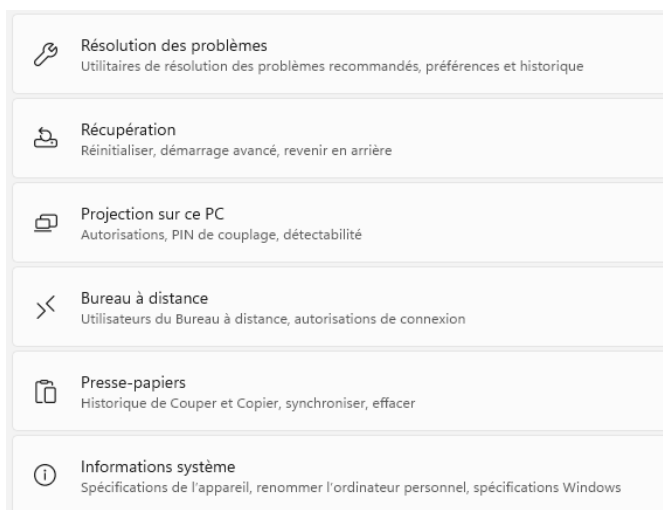 Résolution des problèmes
Utilitaires de résolution des problèmes recommandés, préférences et historique
Récupération
Réinitialiser, démarrage avancé, revenir en arrière
Projection sur ce PC
Autorisations, PIN de couplage, détectabilité
Bureau à distance
Utilisateurs du Bureau à distance, autorisations de connexion
Presse-papiers
Historique de Couper et Copier, synchroniser, effacer
Informations système
Spécifications de l'appareil, renommer l'ordinateur personnel, spécifications Windows